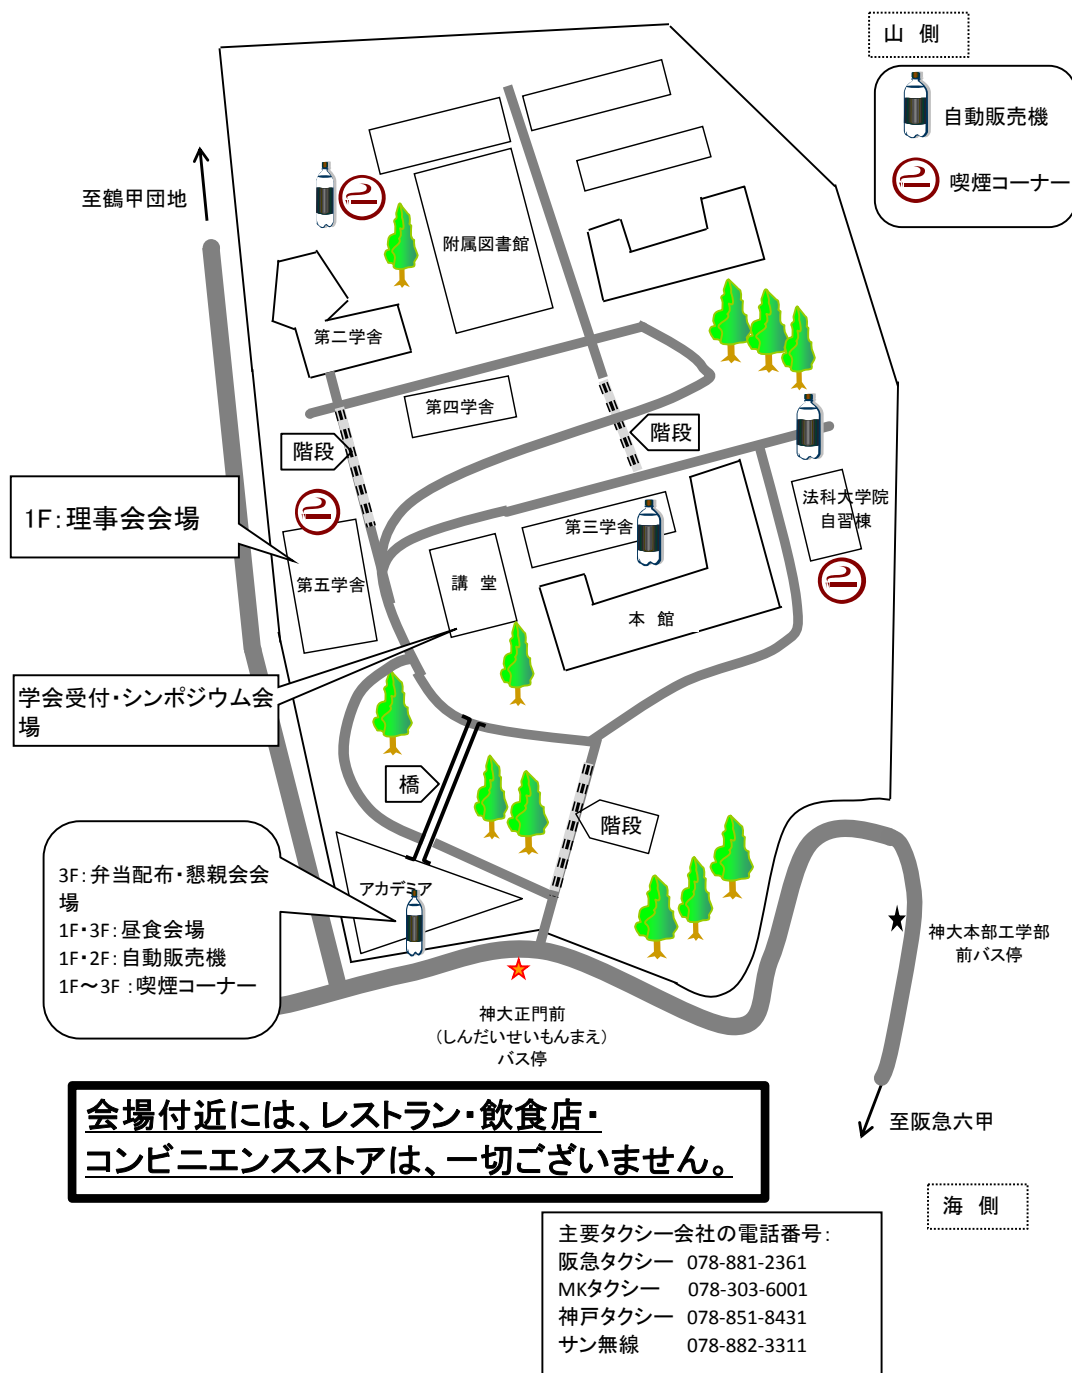 山 側
自動販売機
喫煙コーナー
至鶴甲団地
附属図書館
第二学舎
第四学舎
階段
階段
1F:理事会会場
法科大学院
自習棟
第三学舎
第五学舎
講 堂
本 館
学会受付・シンポジウム会
場
橋
階段
3F:弁当配布・懇親会会
場
1F・3F:昼食会場
1F・2F:自動販売機
1F～3F:喫煙コーナー
アカデミア
神大本部工学部
前バス停
神大正門前
(しんだいせいもんまえ)
バス停
会場付近には、レストラン・飲食店・
コンビニエンスストアは、一切ございません。
至阪急六甲
海 側
主要タクシー会社の電話番号:
阪急タクシー 078-881-2361
MKタクシー 078-303-6001
神戸タクシー 078-851-8431
サン無線 078-882-3311